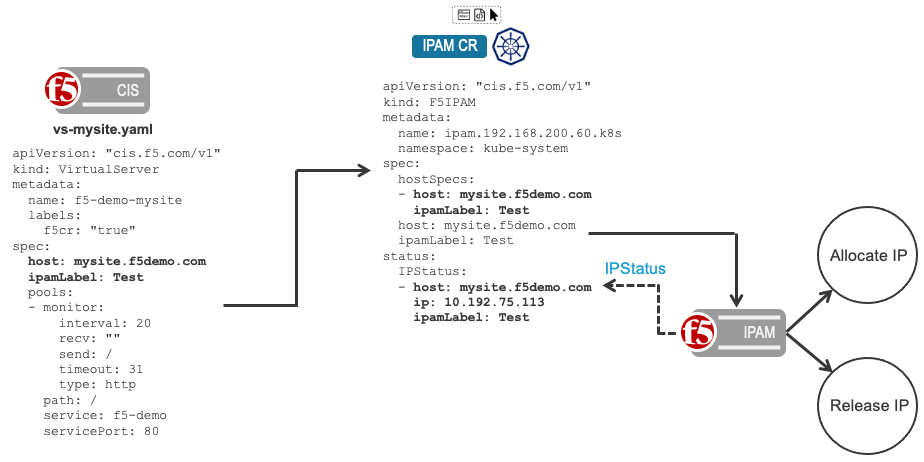 IPAM CR
f5
CIS
vs-mysite.yaml
apiVersion: "cis.f5.com/v1"
kind: VirtualServer
metadata:
  name: f5-demo-mysite
  labels:
    f5cr: "true"
spec:
  host: mysite.f5demo.com
  ipamLabel: Test
  pools:
  - monitor:
      interval: 20
      recv: ""
      send: /
      timeout: 31
      type: http
    path: /
    service: f5-demo
    servicePort: 80
apiVersion: "cis.f5.com/v1"
kind: F5IPAM
metadata:
  name: ipam.192.168.200.60.k8s
  namespace: kube-system
spec:
  hostSpecs:
  - host: mysite.f5demo.com
    ipamLabel: Test
  host: mysite.f5demo.com
  ipamLabel: Test
status:
  IPStatus:
  - host: mysite.f5demo.com
    ip: 10.192.75.113
    ipamLabel: Test
IPStatus
f5
IPAM
Allocate IP
Release IP